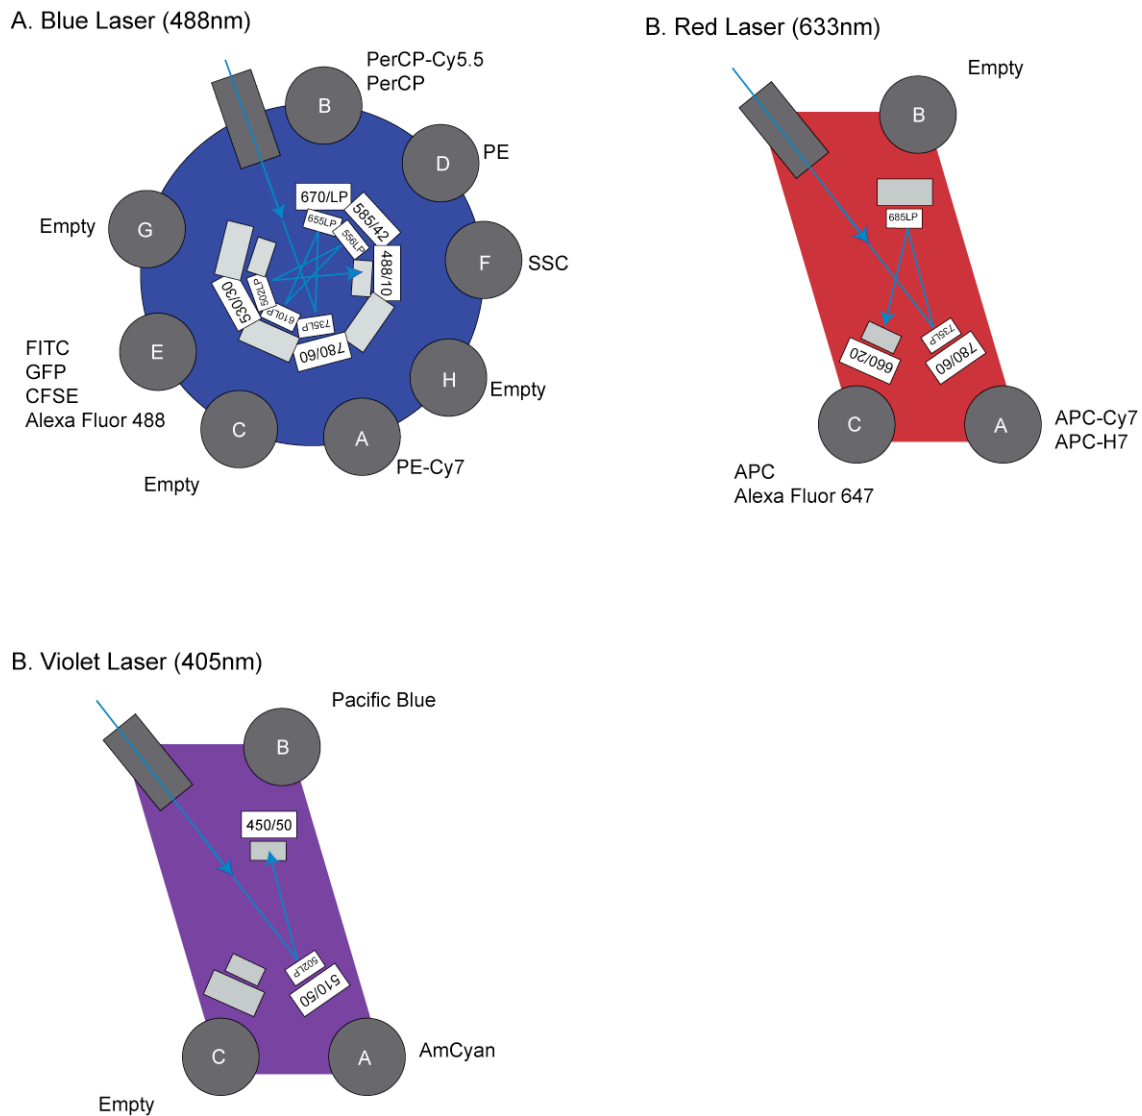 A. Blue Laser (488nm)
PerCP-Cy5.5
PerCP
B
D
PE
670/LP
655LP
585/42
556LP
Empty
G
F
SSC
488/10
530/30
502LP
610LP
735LP
780/60
FITC
GFP
CFSE
Alexa Fluor 488
E
H
Empty
C
A
PE-Cy7
Empty
B. Red Laser (633nm)
Empty
B
685LP
660/20
735LP
780/60
C
A
APC-Cy7
APC-H7
APC
Alexa Fluor 647
B. Violet Laser (405nm)
Pacific Blue
B
450/50
502LP
510/50
C
A
AmCyan
Empty